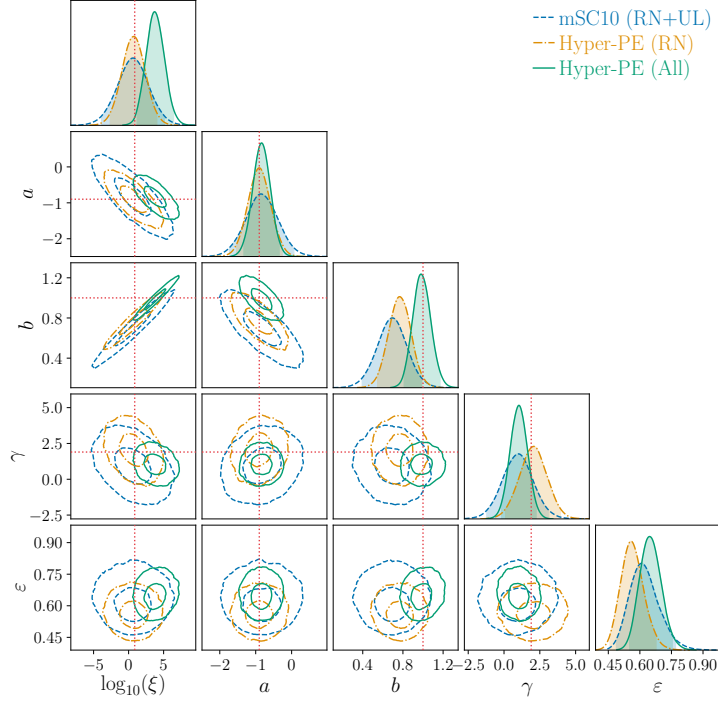 mSC10 (RN+UL)
Hyper-PE (RN)
Hyper-PE (All)
0
−1
−2
a
1.2
0.8
0.4
b
5.0
2.5
0.0
−2.5
γ
0.90
0.75
0.60
0.45
ε
−5 0 5
−2 −1 0
0.4 0.8 1.2
−2.5 0.0 2.5 5.0
0.45 0.60 0.75 0.90
log₁₀(ξ) a b γ ε